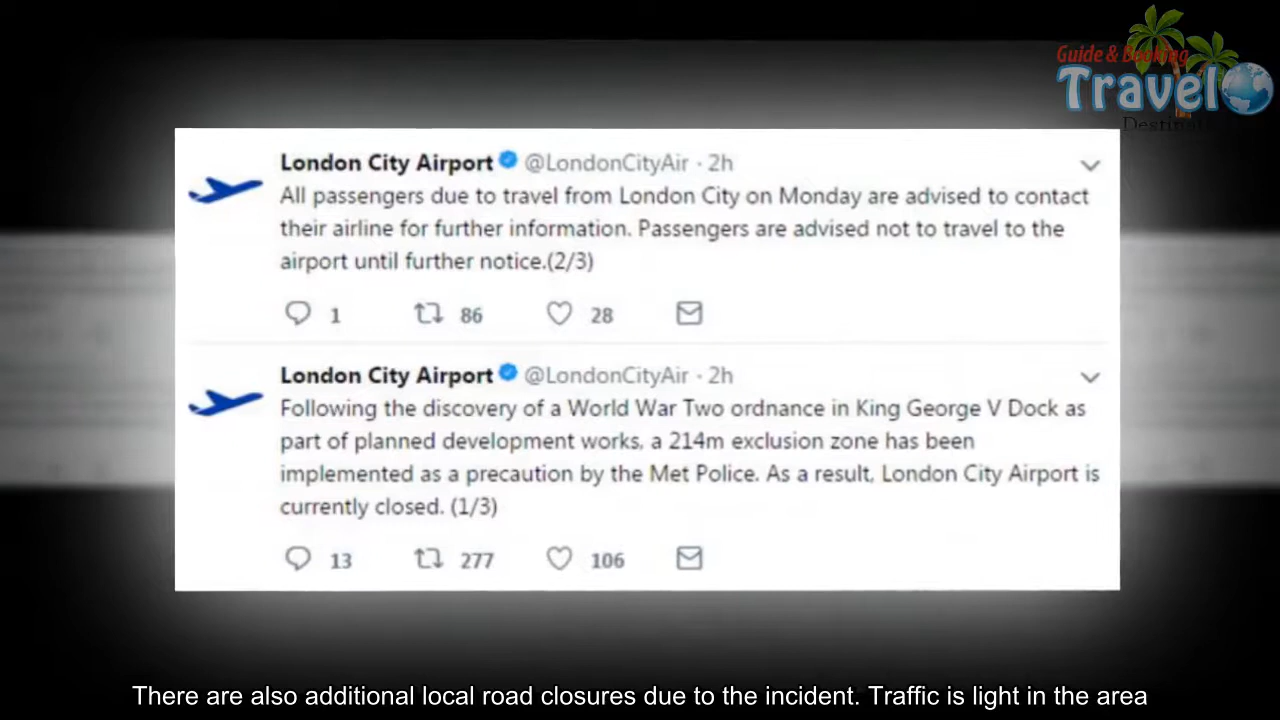 Guide & Booking
Travel
Destinat
London City Airport @LondonCityAir · 2h
All passengers due to travel from London City on Monday are advised to contact
their airline for further information. Passengers are advised not to travel to the
airport until further notice.(2/3)
1 86 28
London City Airport @LondonCityAir · 2h
Following the discovery of a World War Two ordnance in King George V Dock as
part of planned development works, a 214m exclusion zone has been
implemented as a precaution by the Met Police. As a result, London City Airport is
currently closed. (1/3)
13 277 106
There are also additional local road closures due to the incident. Traffic is light in the area